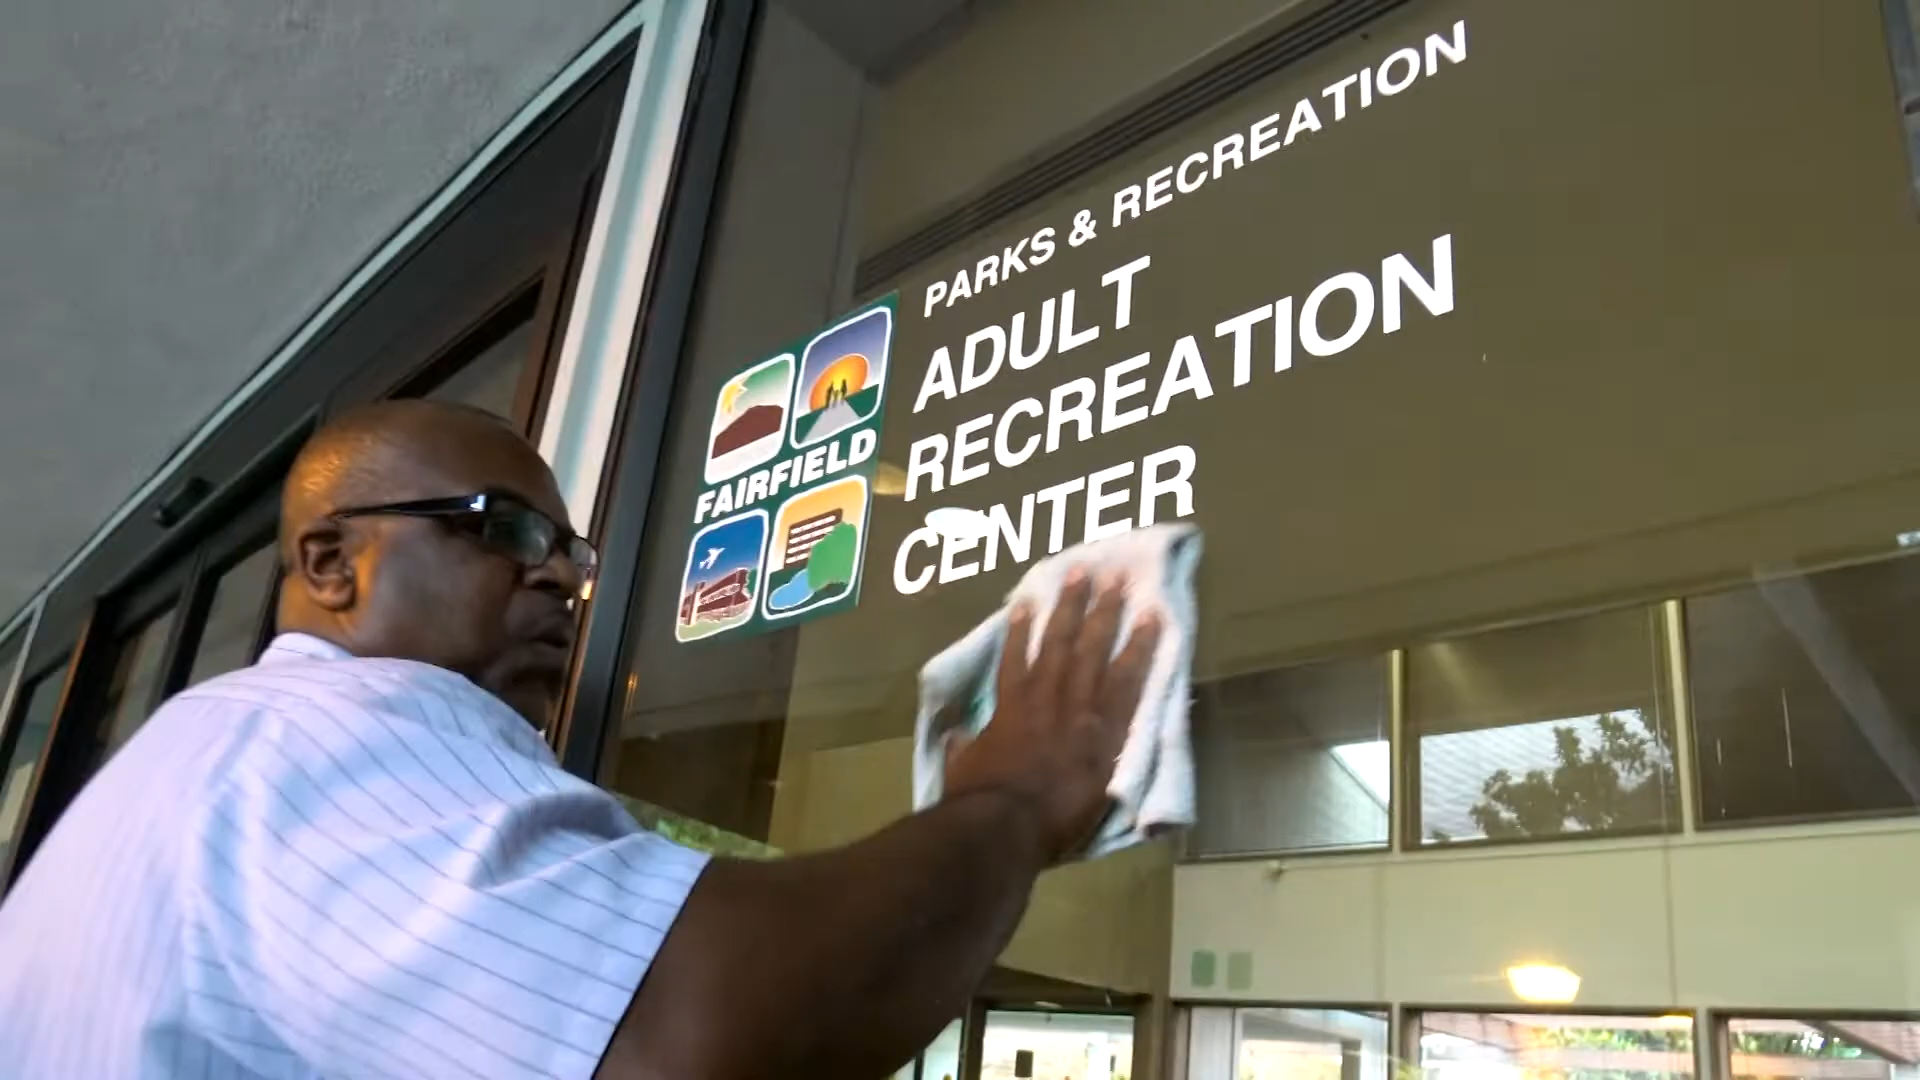 PARKS & RECREATION
ADULT
RECREATION
CENTER
FAIRFIELD